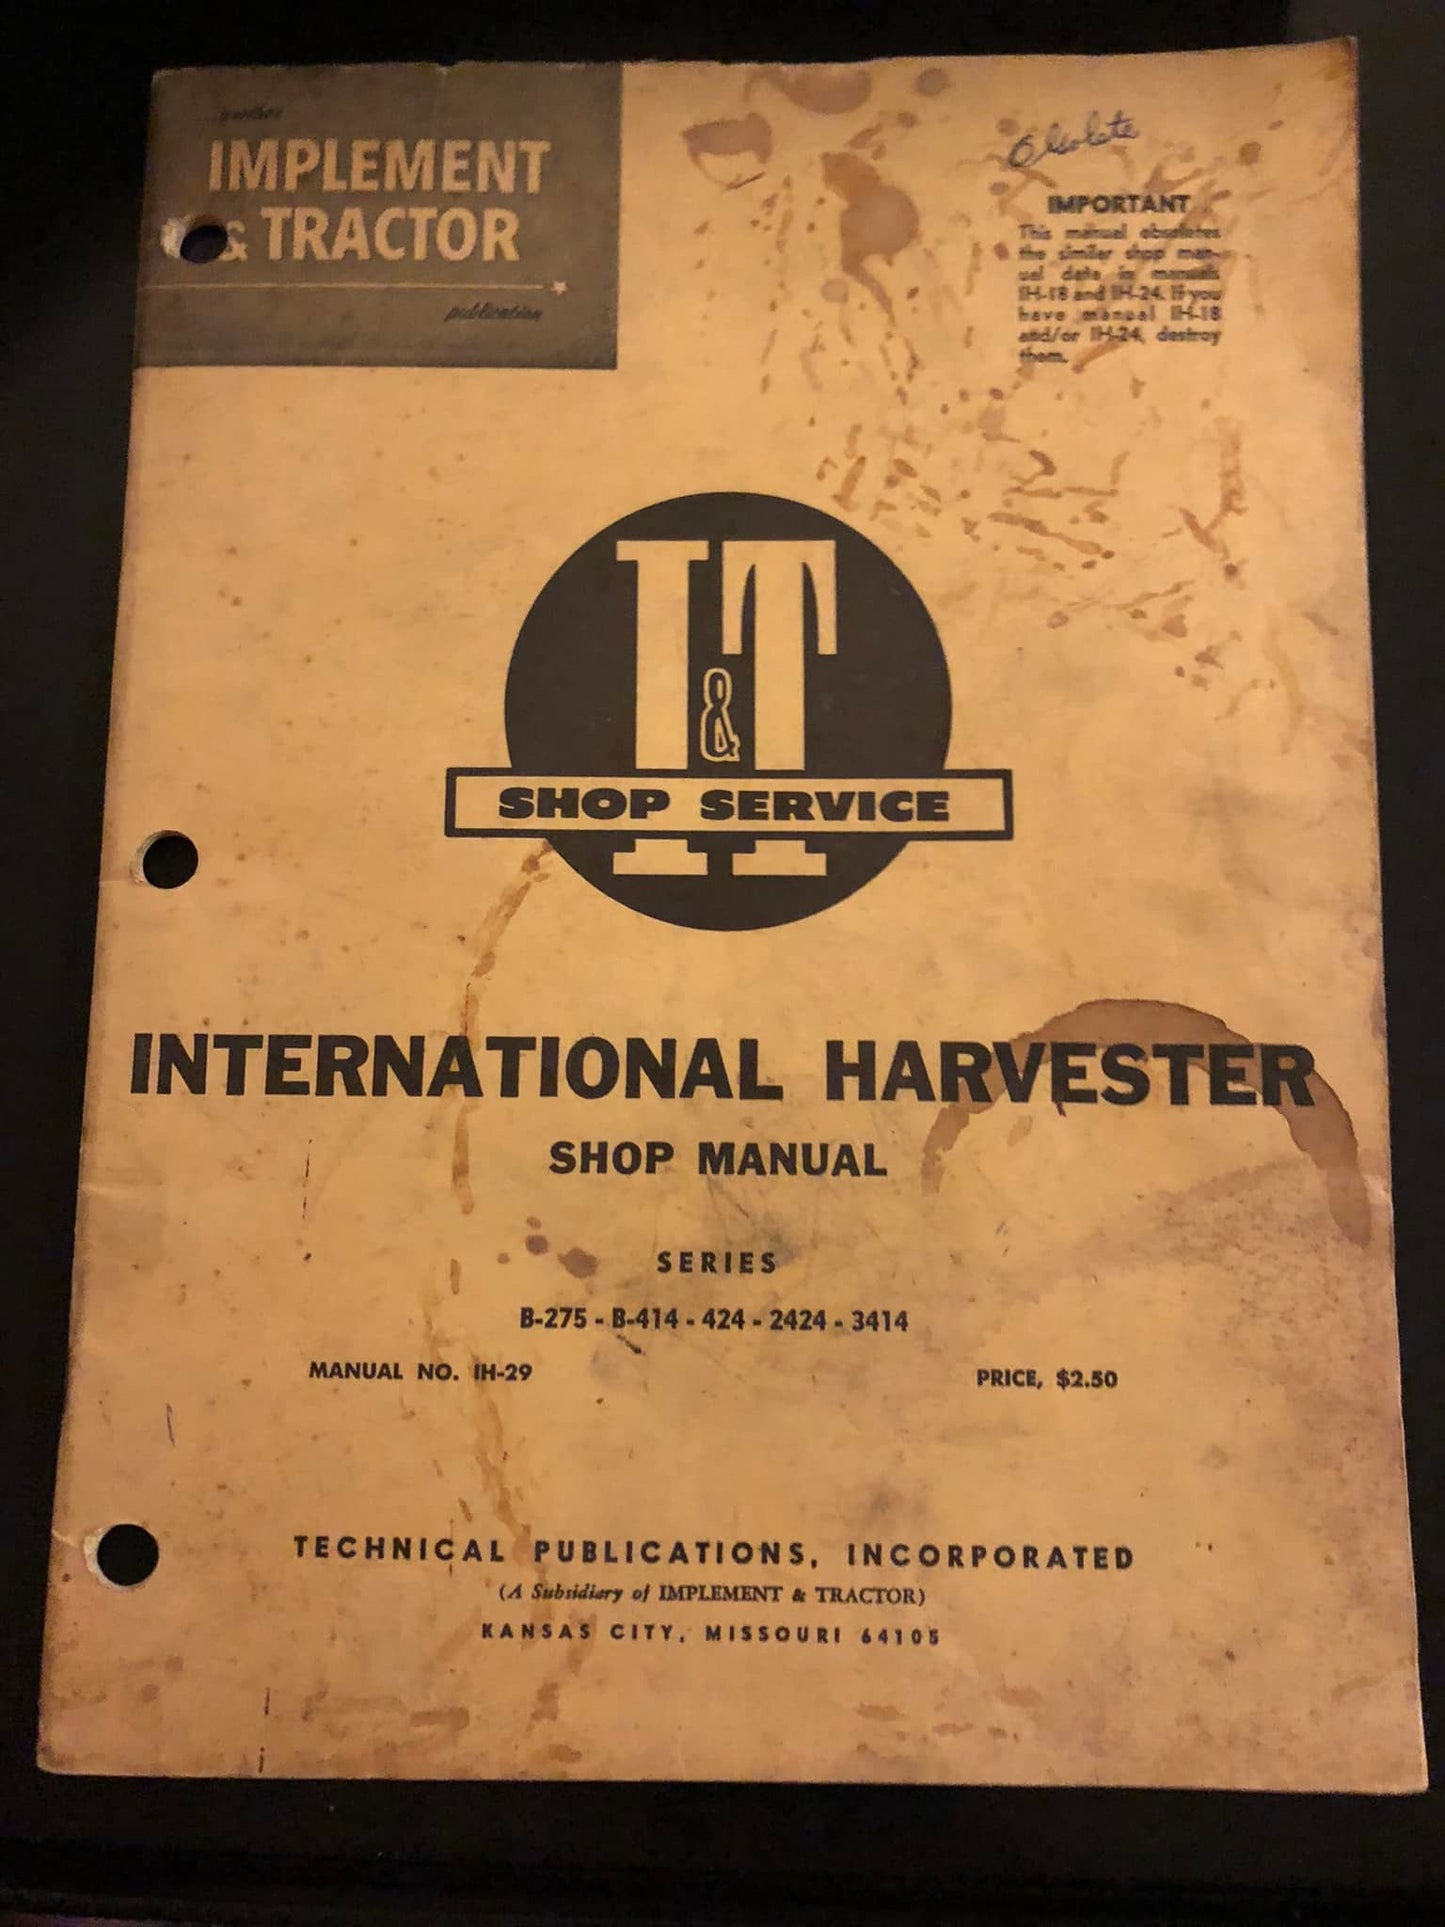 another
IMPLEMENT
& TRACTOR
publication
Obsolete
IMPORTANT
This manual obsoletes
the similar shop man-
ual data in manuals
IH-18 and IH-24. If you
have manual IH-18
and/or IH-24, destroy
them.
I&T
SHOP SERVICE
INTERNATIONAL HARVESTER
SHOP MANUAL
SERIES
B-275 - B-414 - 424 - 2424 - 3414
MANUAL NO. IH-29
PRICE, $2.50
TECHNICAL PUBLICATIONS, INCORPORATED
(A Subsidiary of IMPLEMENT & TRACTOR)
KANSAS CITY, MISSOURI 64105